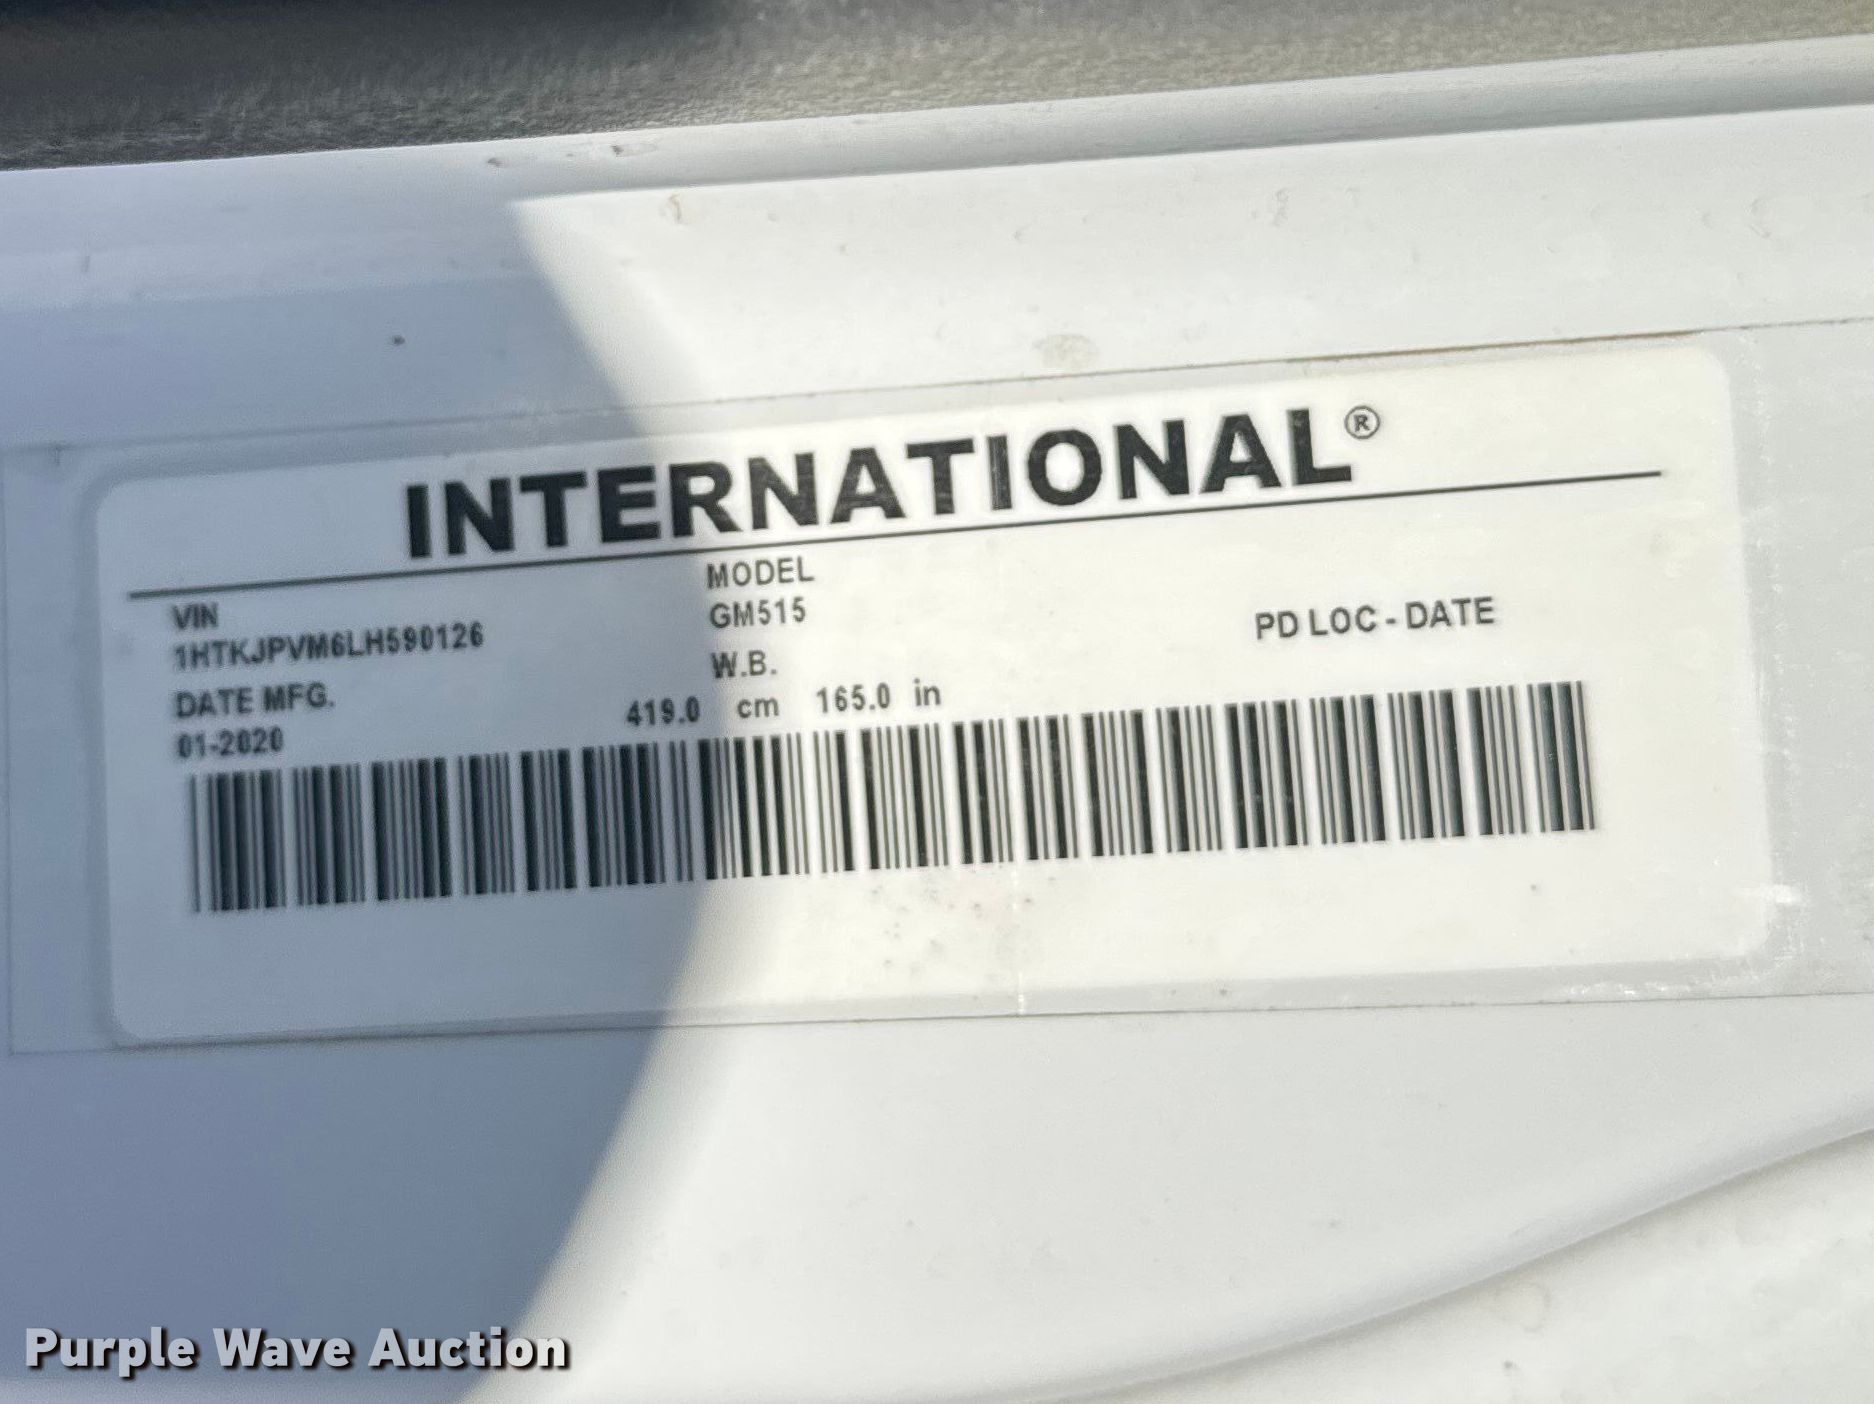 INTERNATIONAL®
VIN
1HTKJPVM6LH590126
DATE MFG.
01-2020
MODEL
GM515
W.B.
419.0 cm 165.0 in
PD LOC - DATE
Purple Wave Auction